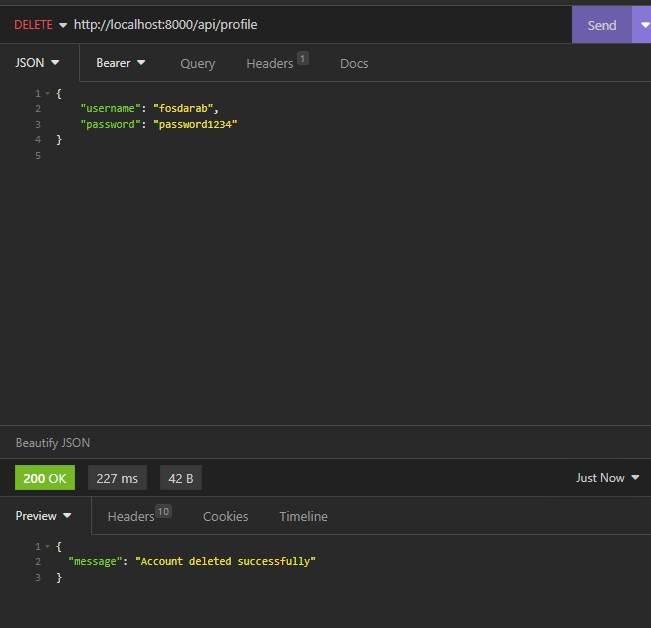 DELETE http://localhost:8000/api/profile Send
JSON Bearer Query Headers 1 Docs
1 {
2 "username": "fosdarab",
3 "password": "password1234"
4 }
5
Beautify JSON
200 OK 227 ms 42 B Just Now
Preview Headers 10 Cookies Timeline
1 {
2 "message": "Account deleted successfully"
3 }